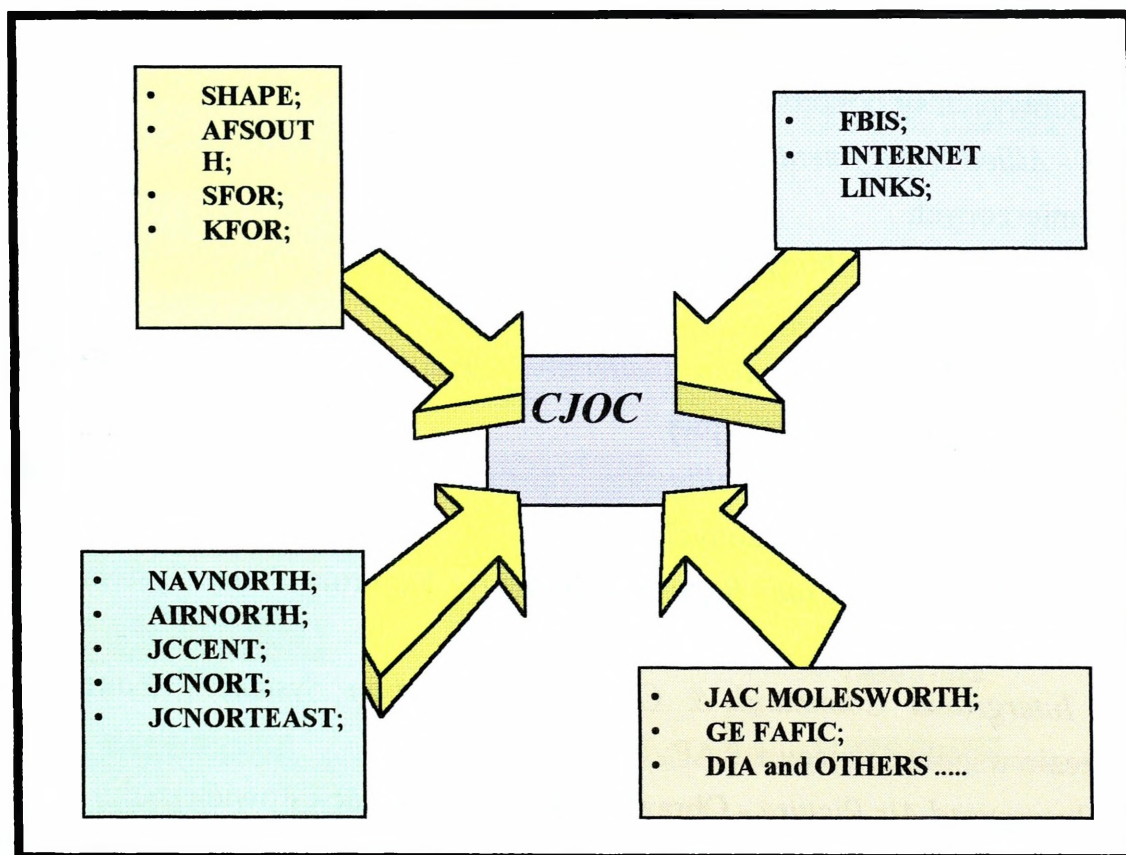 • SHAPE;
• AFSOUT
H;
• SFOR;
• KFOR;
• FBIS;
• INTERNET
LINKS;
CJOC
• NAVNORTH;
• AIRNORTH;
• JCCENT;
• JCNORT;
• JCNORTEAST;
• JAC MOLESWORTH;
• GE FAFIC;
• DIA and OTHERS .....